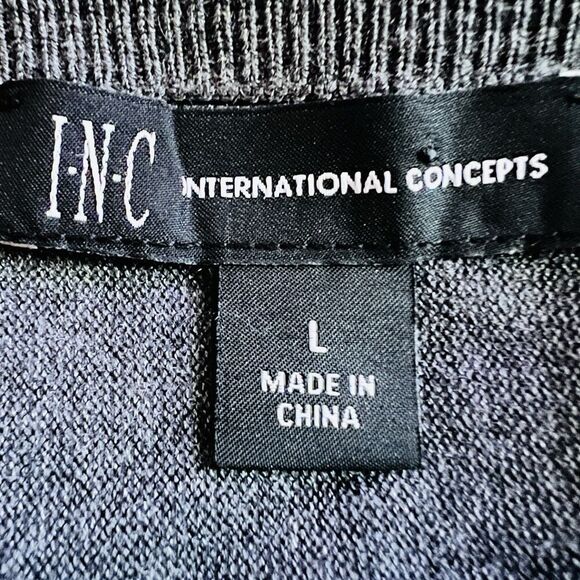 I·N·C INTERNATIONAL CONCEPTS
L
MADE IN
CHINA